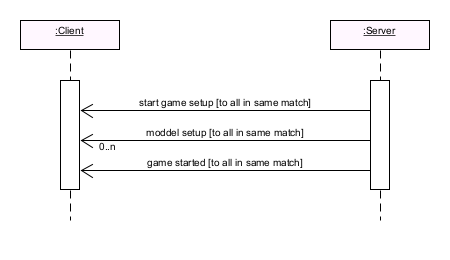 :Client
:Server
start game setup [to all in same match]
moddel setup [to all in same match]
0..n
game started [to all in same match]